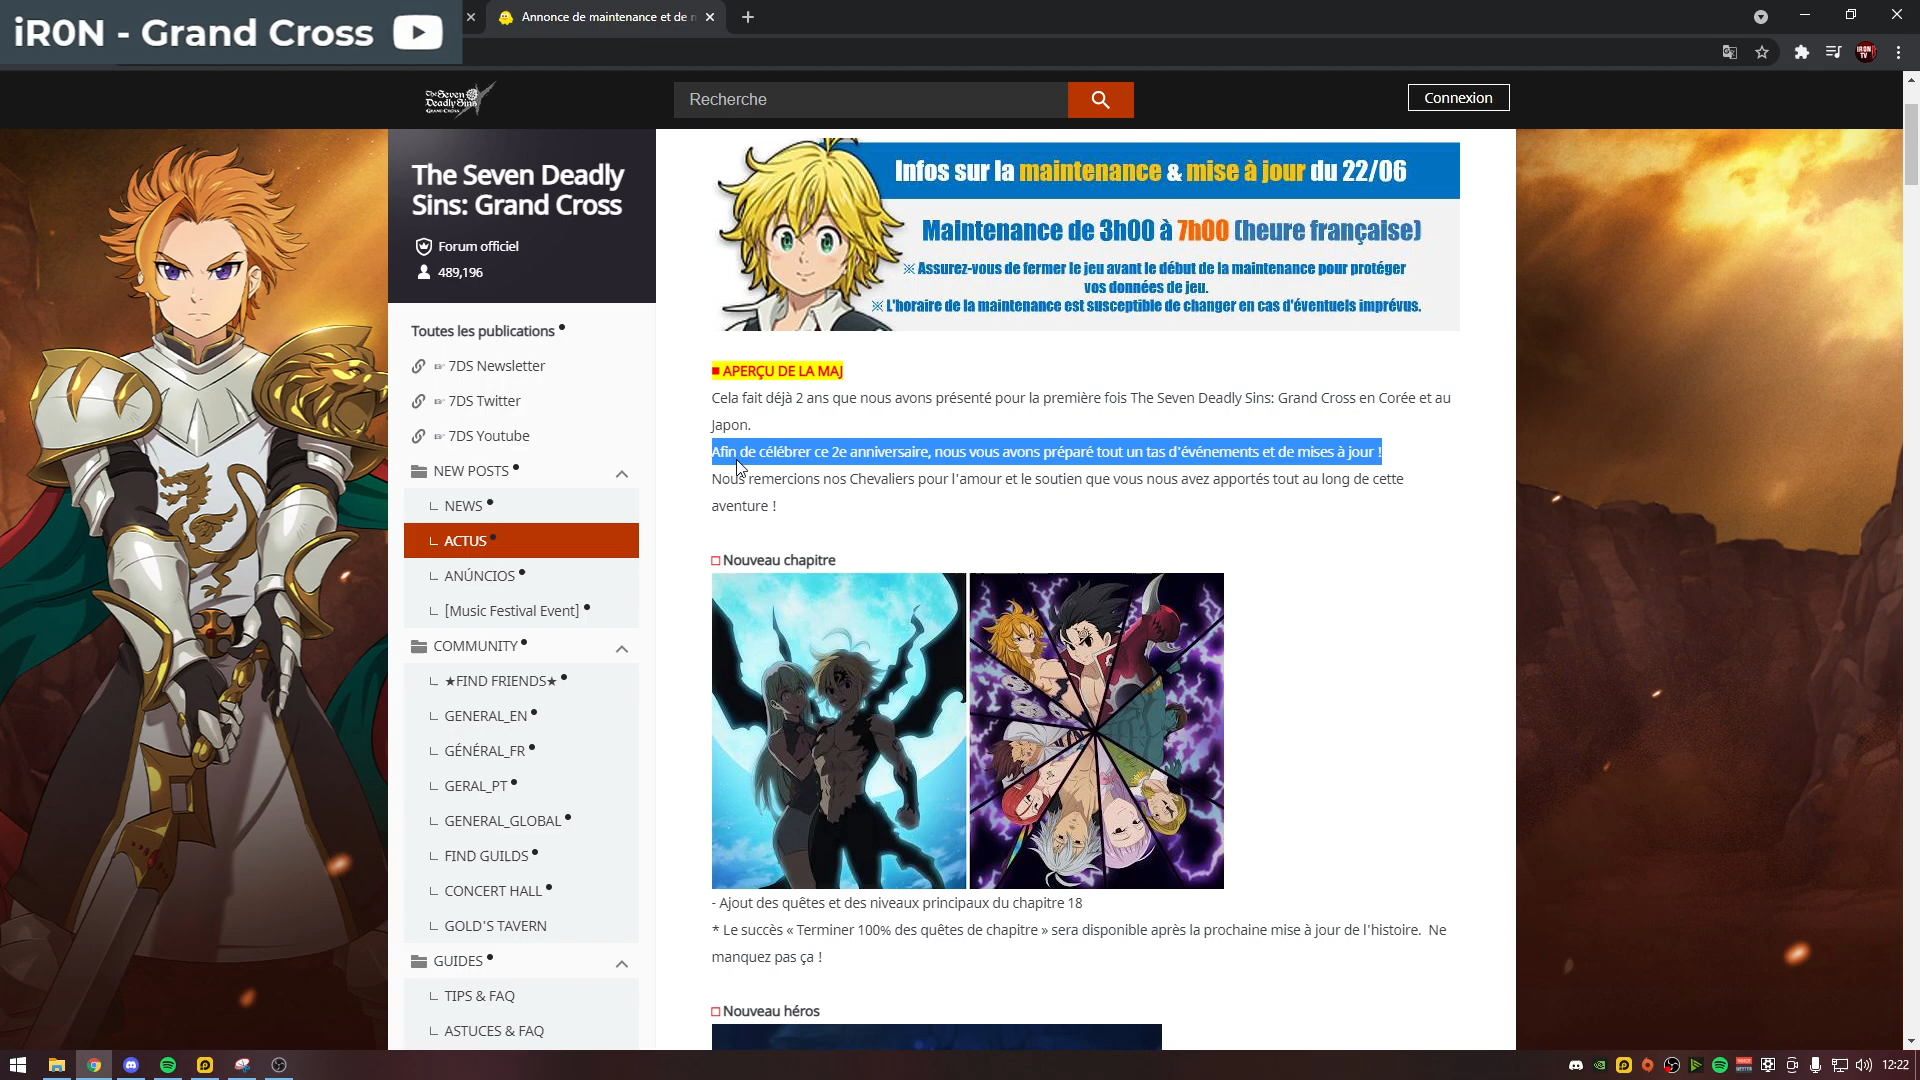 iR0N - Grand Cross
Annonce de maintenance et de
The Seven
Deadly Sins
GRAND CROSS
Recherche
Connexion
The Seven Deadly
Sins: Grand Cross
Forum officiel
489,196
Toutes les publications
☞ 7DS Newsletter
☞ 7DS Twitter
☞ 7DS Youtube
NEW POSTS
∟ NEWS
∟ ACTUS
∟ ANÚNCIOS
∟ [Music Festival Event]
COMMUNITY
∟ ★FIND FRIENDS★
∟ GENERAL_EN
∟ GÉNÉRAL_FR
∟ GERAL_PT
∟ GENERAL_GLOBAL
∟ FIND GUILDS
∟ CONCERT HALL
∟ GOLD'S TAVERN
GUIDES
∟ TIPS & FAQ
∟ ASTUCES & FAQ
Infos sur la maintenance & mise à jour du 22/06
Maintenance de 3h00 à 7h00 (heure française)
※ Assurez-vous de fermer le jeu avant le début de la maintenance pour protéger
vos données de jeu.
※ L'horaire de la maintenance est susceptible de changer en cas d'éventuels imprévus.
■ APERÇU DE LA MAJ
Cela fait déjà 2 ans que nous avons présenté pour la première fois The Seven Deadly Sins: Grand Cross en Corée et au
Japon.
Afin de célébrer ce 2e anniversaire, nous vous avons préparé tout un tas d'événements et de mises à jour !
Nous remercions nos Chevaliers pour l'amour et le soutien que vous nous avez apportés tout au long de cette
aventure !
□ Nouveau chapitre
- Ajout des quêtes et des niveaux principaux du chapitre 18
* Le succès « Terminer 100% des quêtes de chapitre » sera disponible après la prochaine mise à jour de l'histoire. Ne
manquez pas ça !
□ Nouveau héros
12:22